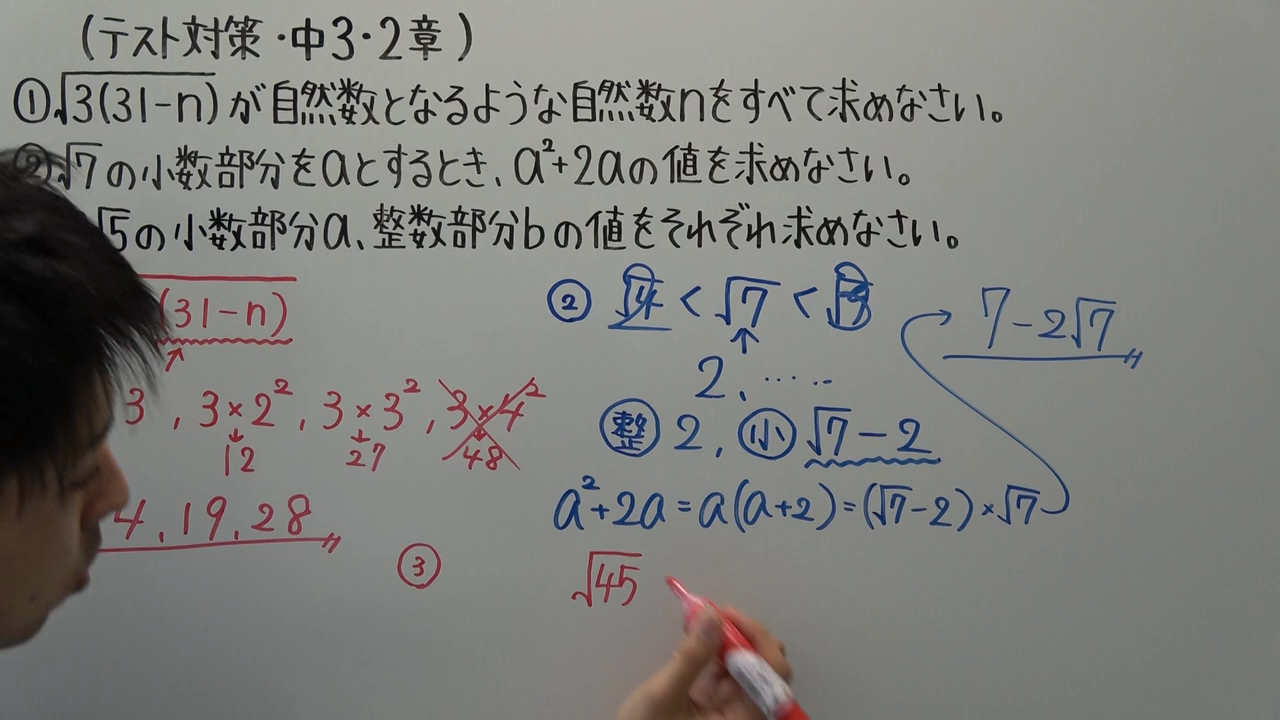 (テスト対策・中3・2章)
①√3(31-n)が自然数となるような自然数nをすべて求めなさい。
②√7の小数部分をaとするとき、a²+2aの値を求めなさい。
√5の小数部分a、整数部分bの値をそれぞれ求めなさい。
(31-n)
3, 3×2², 3×3², 3×4²
12 27 48
4, 19, 28
② √4 < √7 <
2.‥‥‥
整 2, 小 √7-2
a²+2a=a(a+2)=(√7-2)×√7
7-2√7
③
√45